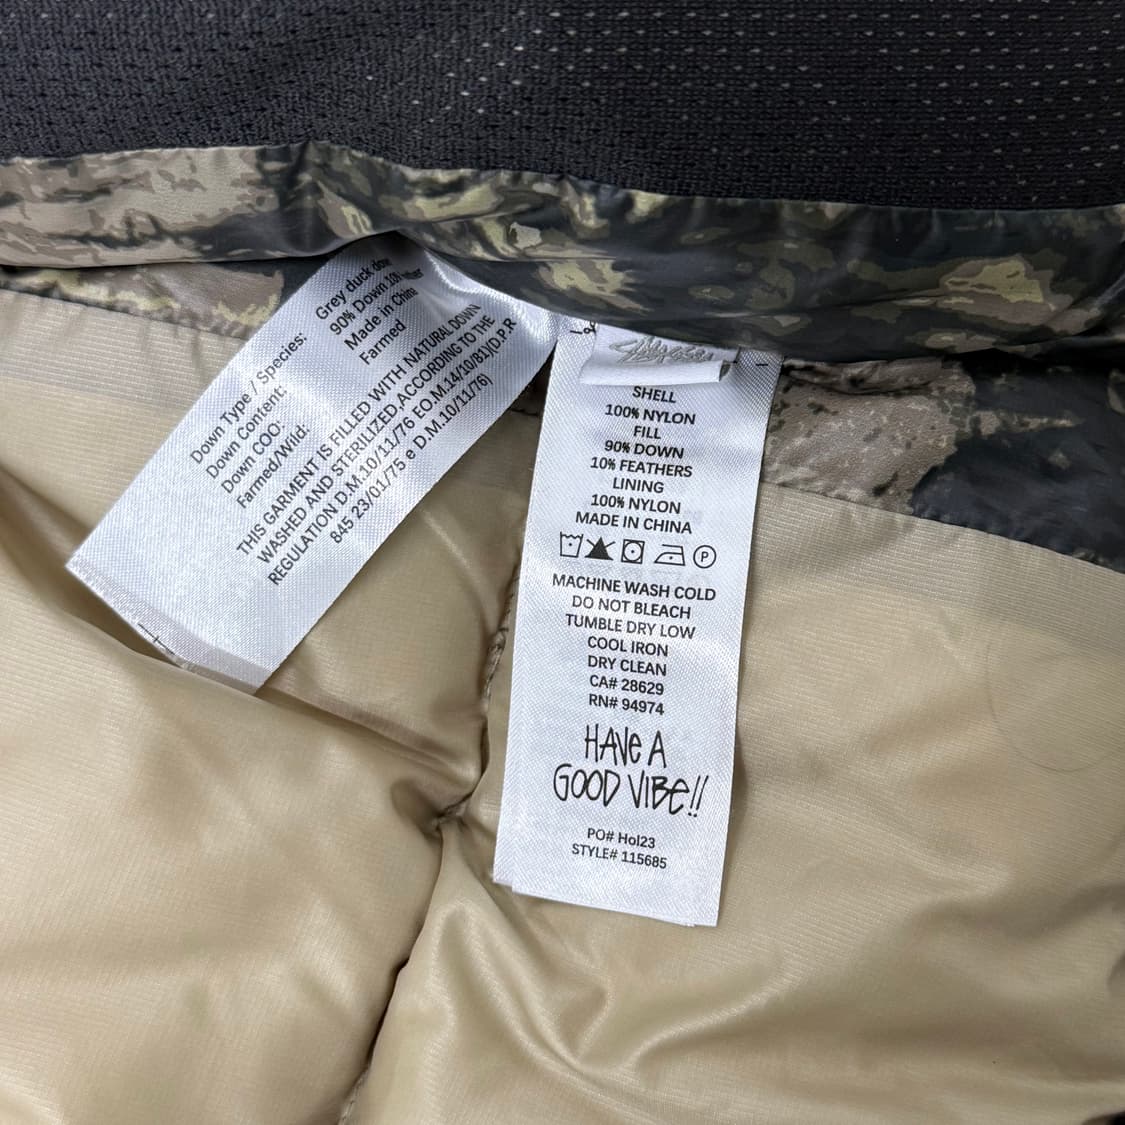 Down Type / Species: Grey duck down
Down Content: 90% Down 10%
Down COO: Made in China
Farmed/Wild: Farmed
THIS GARMENT IS FILLED WITH NATURAL DOWN
WASHED AND STERILIZED, ACCORDING TO THE
REGULATION D.M.10/11/76 EO.M.14/10/81)(D.P.R
845 23/01/75 e D.M.10/11/76)
SHELL
100% NYLON
FILL
90% DOWN
10% FEATHERS
LINING
100% NYLON
MADE IN CHINA
P
MACHINE WASH COLD
DO NOT BLEACH
TUMBLE DRY LOW
COOL IRON
DRY CLEAN
CA# 28629
RN# 94974
HAVE A
GOOD VIBE!!
PO# Hol23
STYLE# 115685